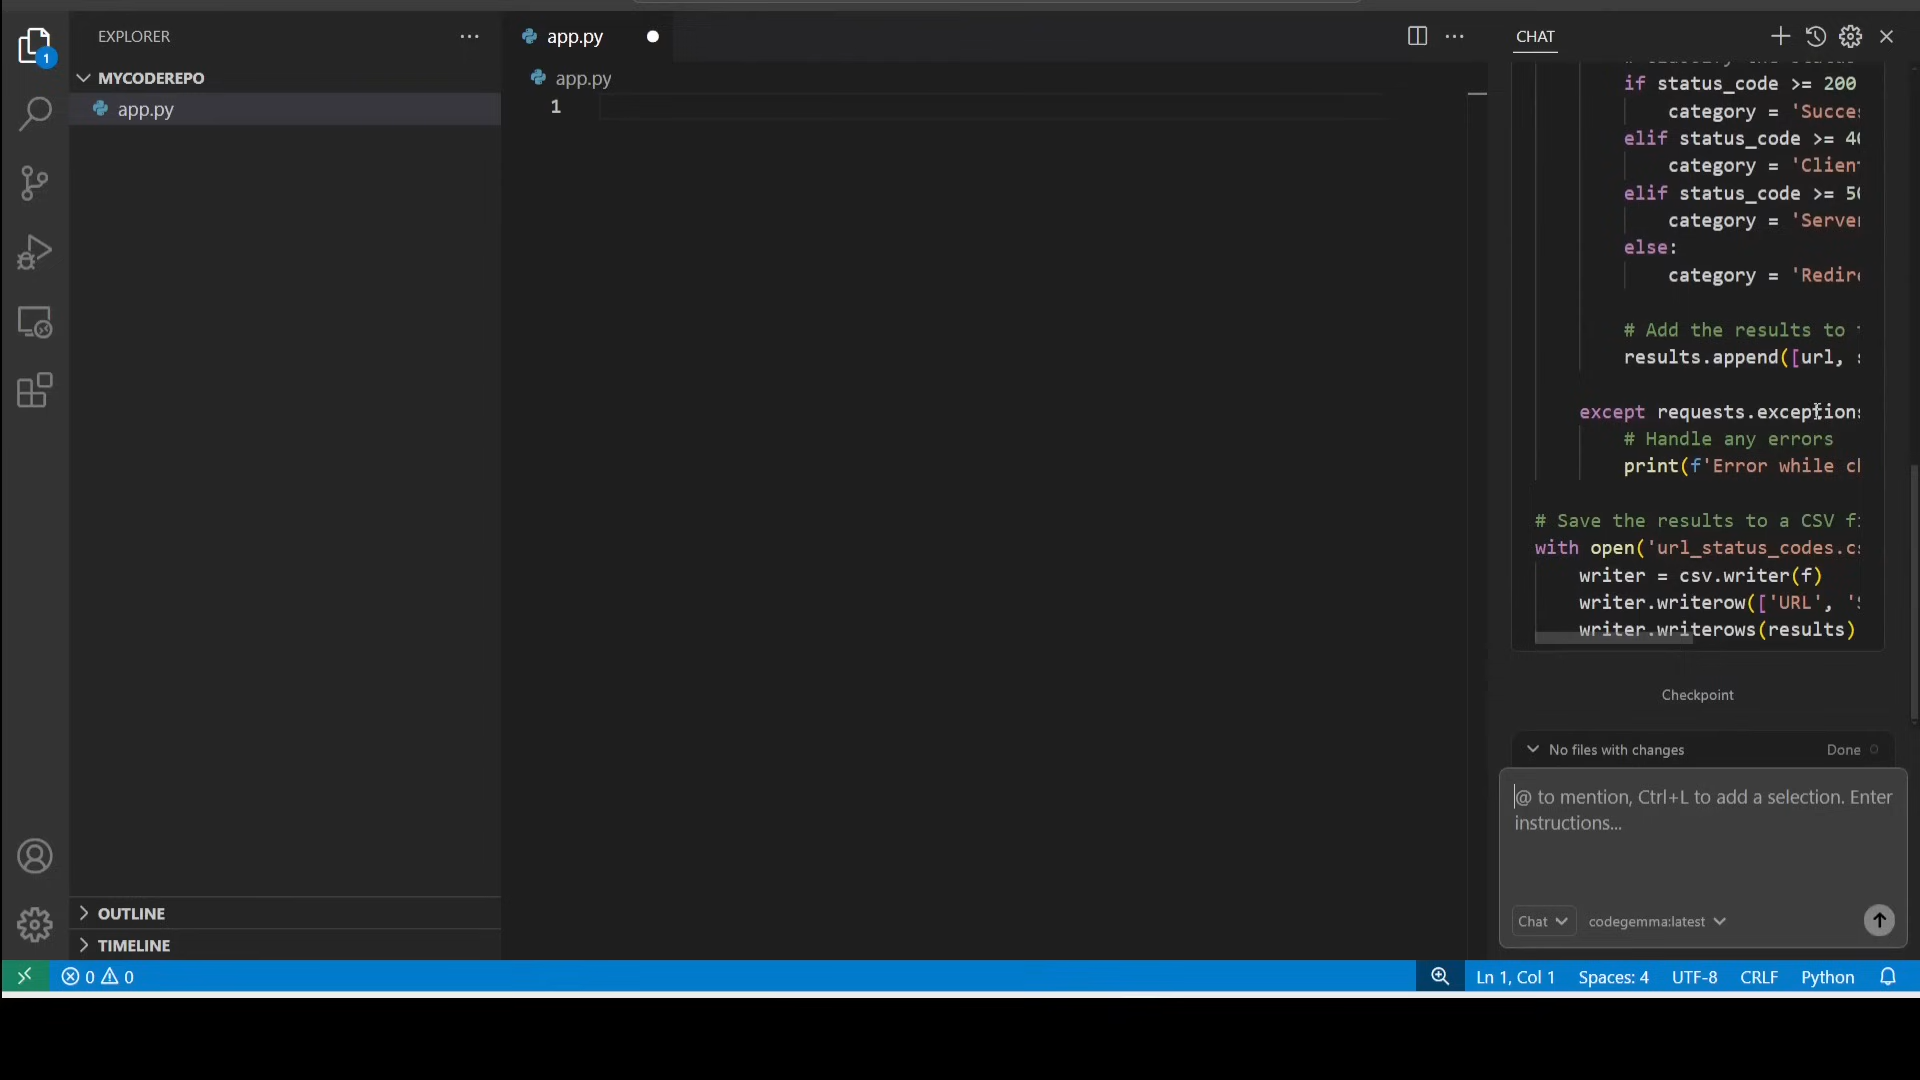 EXPLORER
MYCODEREPO
app.py
OUTLINE
TIMELINE
app.py
app.py
1
CHAT
if status_code >= 200
category = 'Succe
elif status_code >= 4
category = 'Clien
elif status_code >= 5
category = 'Serve
else:
category = 'Redir
# Add the results to
results.append([url,
except requests.exceptions
# Handle any errors
print(f'Error while c
# Save the results to a CSV f
with open('url_status_codes.c
writer = csv.writer(f)
writer.writerow(['URL', '
writer.writerows(results)
Checkpoint
No files with changes Done
@ to mention, Ctrl+L to add a selection. Enter
instructions...
Chat codegemma:latest
1
0 0
Ln 1, Col 1 Spaces: 4 UTF-8 CRLF Python